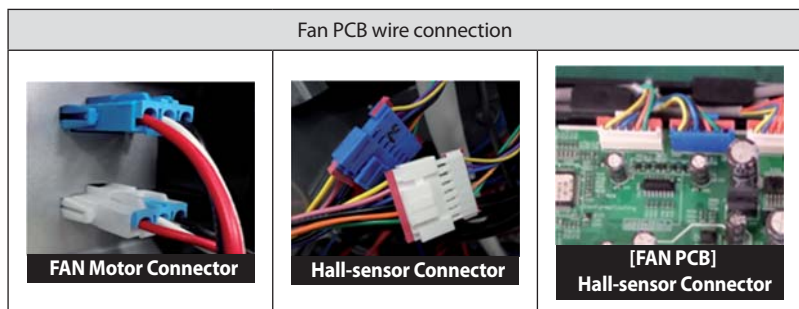 Fan PCB wire connection
FAN Motor Connector
Hall-sensor Connector
[FAN PCB]
Hall-sensor Connector